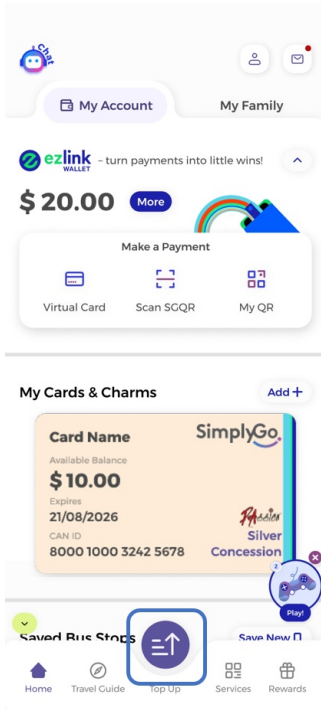 Chat
My Account
My Family
ezlink
WALLET
- turn payments into little wins!
$ 20.00
More
Make a Payment
Virtual Card
Scan SGQR
My QR
My Cards & Charms
Add +
Card Name
SimplyGo.
Available Balance
$ 10.00
Expires
21/08/2026
PAssion
CAN ID
Silver
8000 1000 3242 5678
Concession
2
Play!
Saved Bus Stops
Save New
Home
Travel Guide
Top Up
Services
Rewards